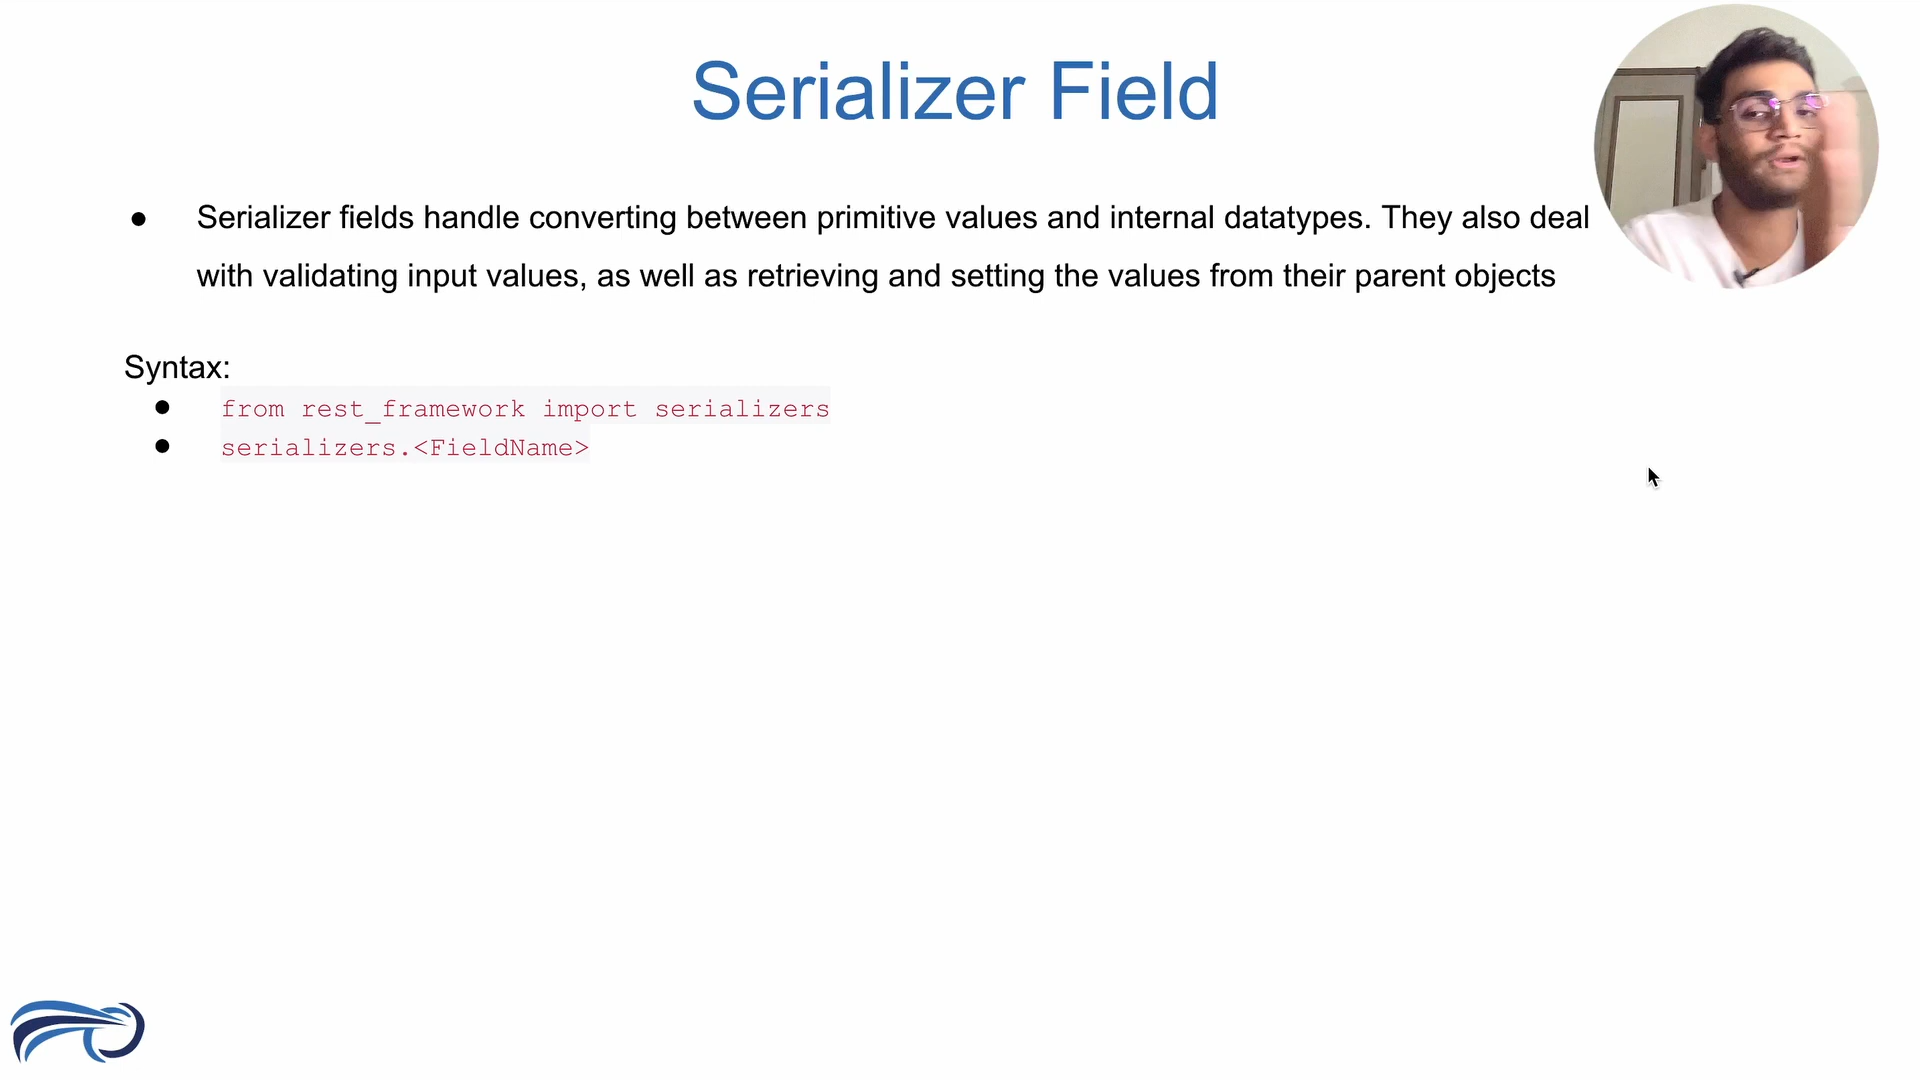 Serializer Field
● Serializer fields handle converting between primitive values and internal datatypes. They also deal
with validating input values, as well as retrieving and setting the values from their parent objects
Syntax:
● from rest_framework import serializers
● serializers.<FieldName>